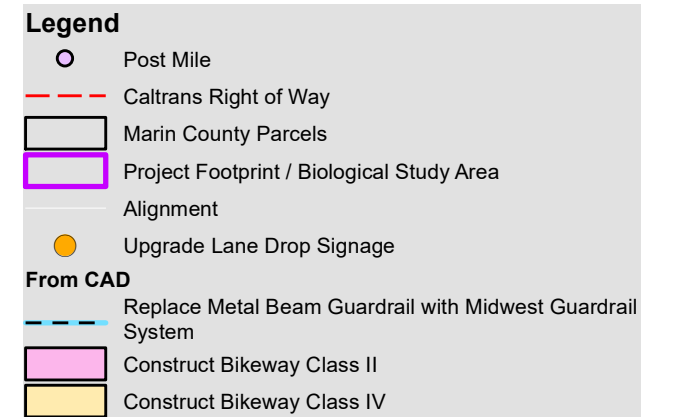 Legend
Post Mile
Caltrans Right of Way
Marin County Parcels
Project Footprint / Biological Study Area
Alignment
Upgrade Lane Drop Signage
From CAD
Replace Metal Beam Guardrail with Midwest Guardrail
System
Construct Bikeway Class II
Construct Bikeway Class IV